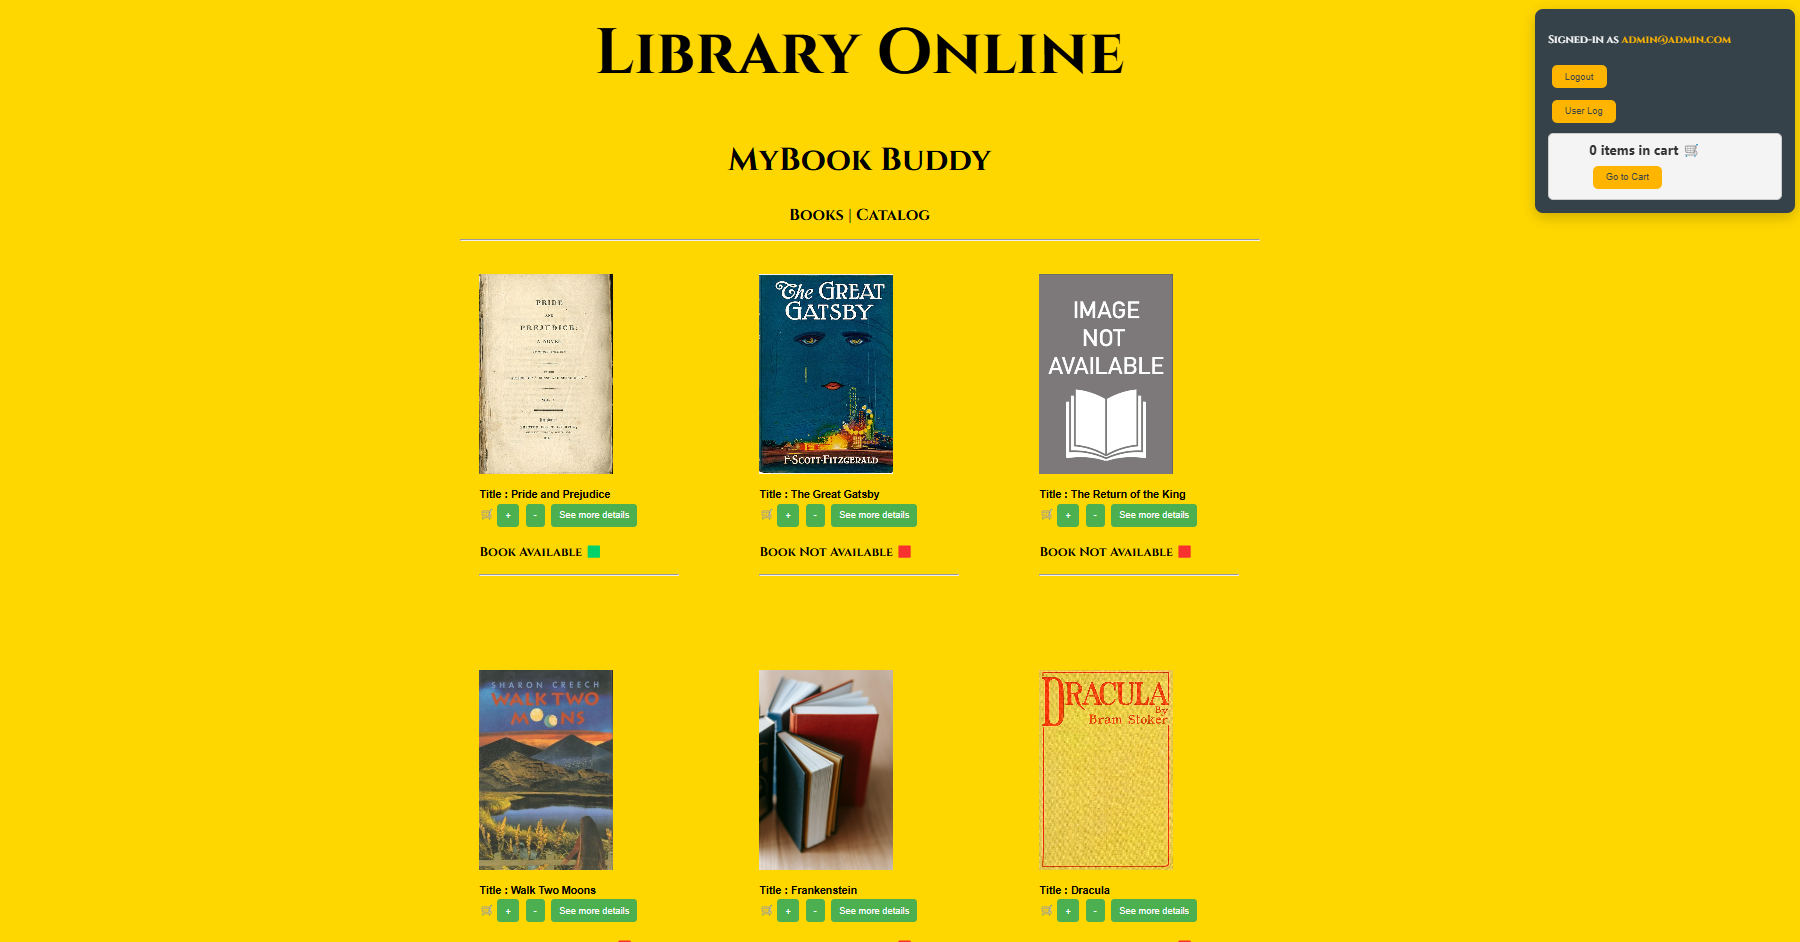 Library Online
Signed-in as admin@admin.com
Logout
User Log
0 items in cart
Go to Cart
MyBook Buddy
Books | Catalog
PRIDE
AND
PREJUDICE:
A NOVEL
The GREAT
GATSBY
F·SCOTT·FITZGERALD
IMAGE
NOT
AVAILABLE
Title : Pride and Prejudice
+ - See more details
Book Available
Title : The Great Gatsby
+ - See more details
Book Not Available
Title : The Return of the King
+ - See more details
Book Not Available
SHARON CREECH
WALK TWO
MOONS
DRACULA
By
Bram Stoker
Title : Walk Two Moons
+ - See more details
Title : Frankenstein
+ - See more details
Title : Dracula
+ - See more details